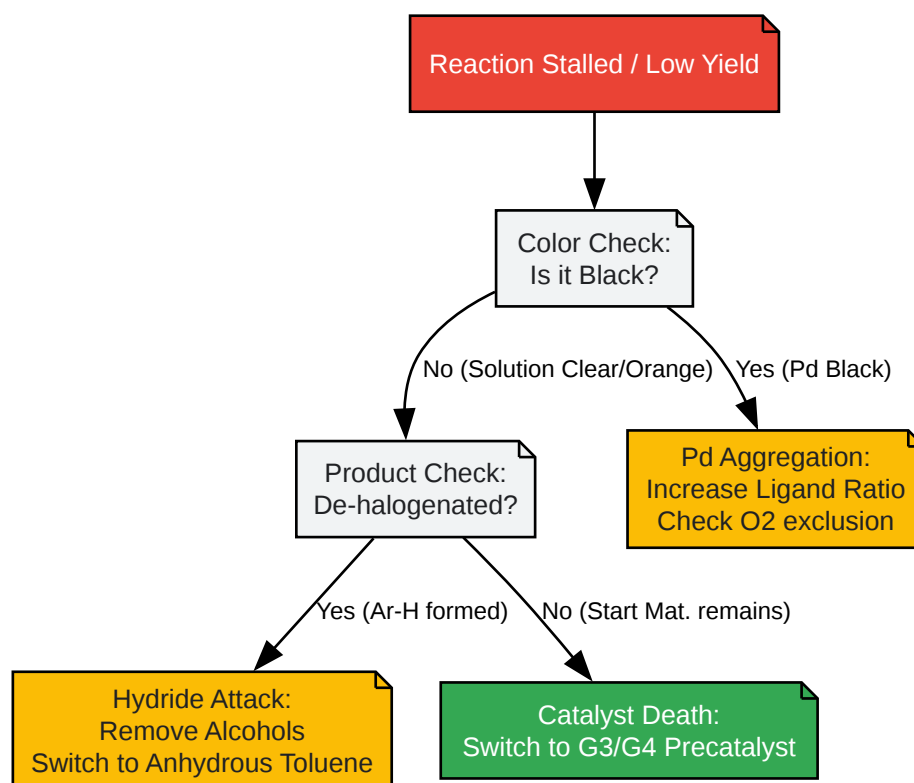 Reaction Stalled / Low Yield
Color Check:
Is it Black?
No (Solution Clear/Orange)
Yes (Pd Black)
Product Check:
De-halogenated?
Pd Aggregation:
Increase Ligand Ratio
Check O2 exclusion
Yes (Ar-H formed)
No (Start Mat. remains)
Hydride Attack:
Remove Alcohols
Switch to Anhydrous Toluene
Catalyst Death:
Switch to G3/G4 Precatalyst